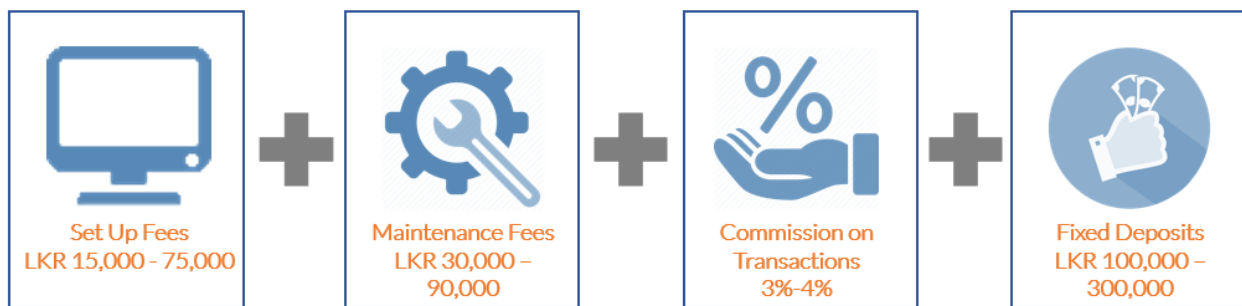 Set Up Fees
LKR 15,000 - 75,000
Maintenance Fees
LKR 30,000 –
90,000
Commission on
Transactions
3%-4%
Fixed Deposits
LKR 100,000 –
300,000